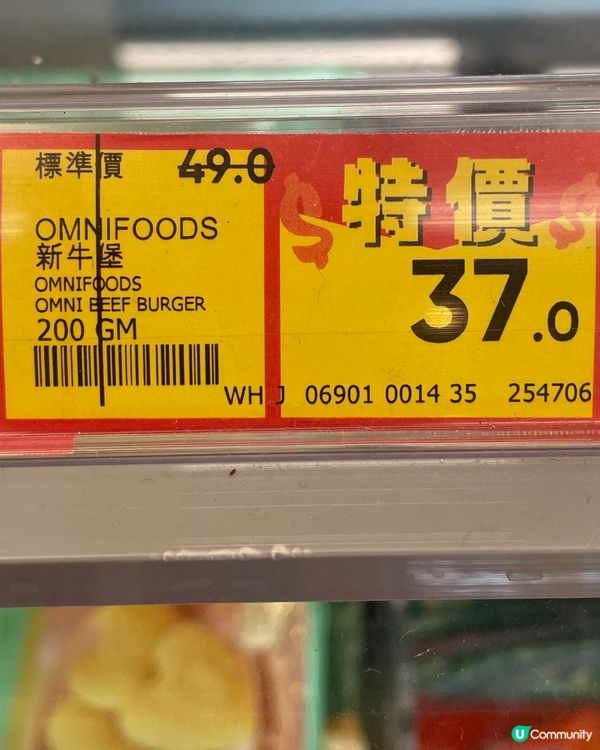 標準價 49.0
OMNIFOODS
新牛堡
OMNIFOODS
OMNI BEEF BURGER
200 GM
特價
37.0
WH J 06901 0014 35 254706
U Community